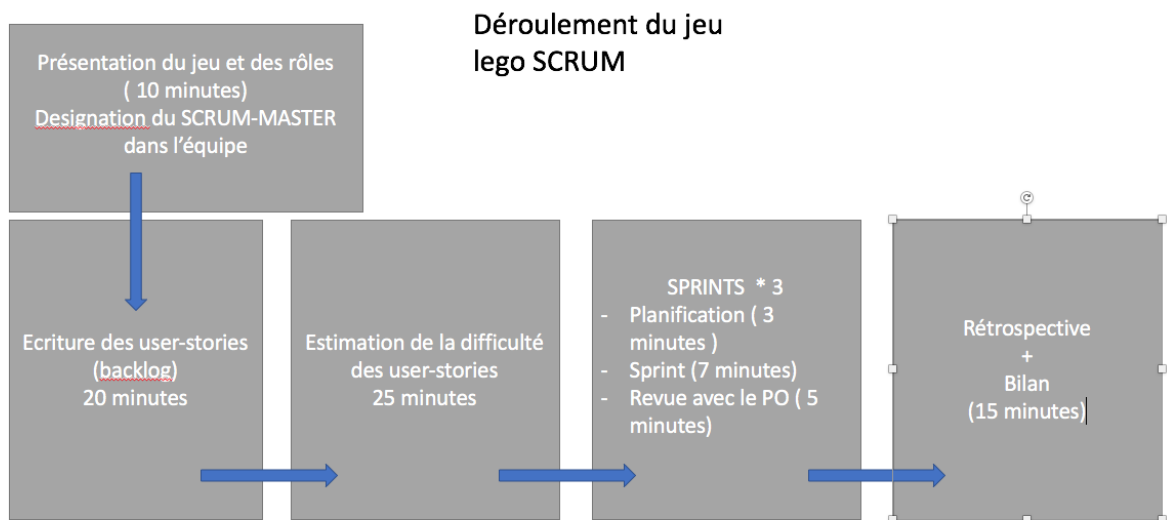 Déroulement du jeu
lego SCRUM
Présentation du jeu et des rôles
( 10 minutes)
Designation du SCRUM-MASTER
dans l'équipe
Ecriture des user-stories
(backlog)
20 minutes
Estimation de la difficulté
des user-stories
25 minutes
SPRINTS * 3
- Planification ( 3
minutes )
- Sprint (7 minutes)
- Revue avec le PO ( 5
minutes)
Rétrospective
+
Bilan
(15 minutes)